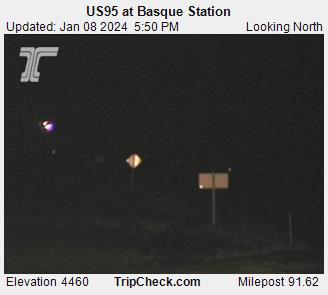 US95 at Basque Station
Updated: Jan 08 2024 5:50 PM Looking North
Elevation 4460 TripCheck.com Milepost 91.62